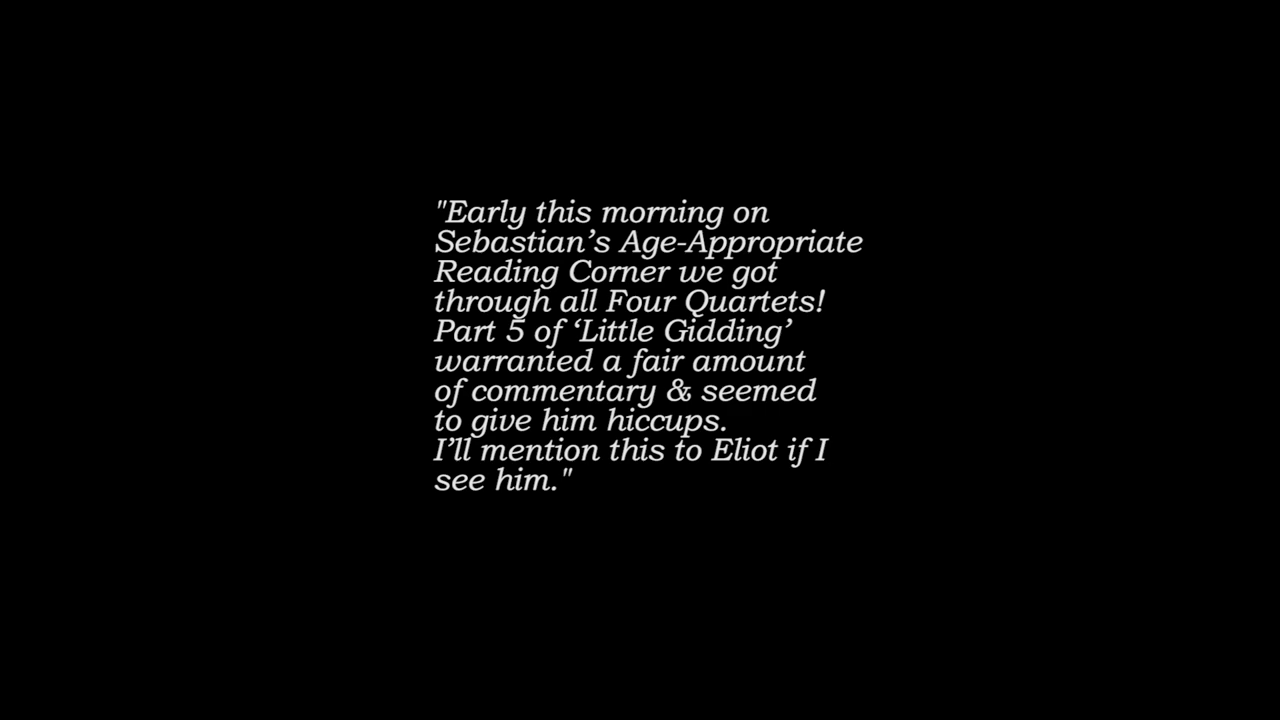 "Early this morning on
Sebastian’s Age-Appropriate
Reading Corner we got
through all Four Quartets!
Part 5 of ‘Little Gidding’
warranted a fair amount
of commentary & seemed
to give him hiccups.
I’ll mention this to Eliot if I
see him."